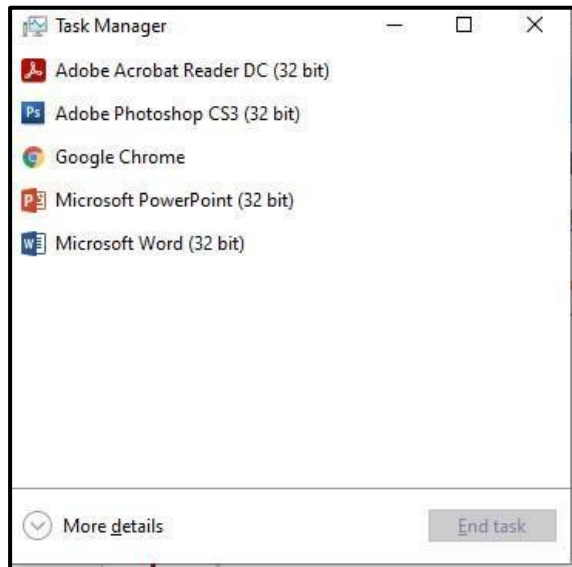 Task Manager
Adobe Acrobat Reader DC (32 bit)
Ps Adobe Photoshop CS3 (32 bit)
Google Chrome
P Microsoft PowerPoint (32 bit)
W Microsoft Word (32 bit)
More details End task